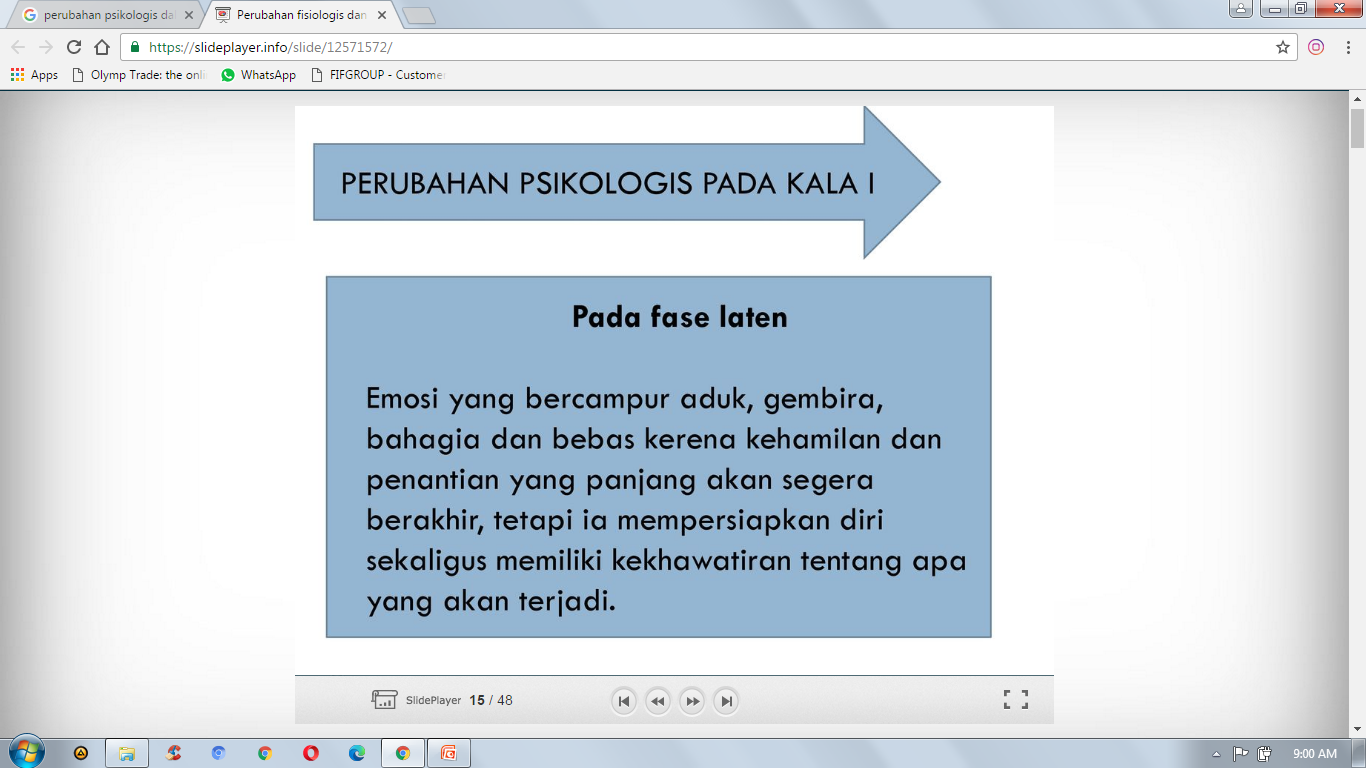 perubahan psikologis da
Perubahan fisiologis dan
https://slideplayer.info/slide/12571572/
Apps
Olymp Trade: the onli
WhatsApp
FIFGROUP - Custome
PERUBAHAN PSIKOLOGIS PADA KALA I
Pada fase laten
Emosi yang bercampur aduk, gembira,
bahagia dan bebas kerena kehamilan dan
penantian yang panjang akan segera
berakhir, tetapi ia mempersiapkan diri
sekaligus memiliki kekhawatiran tentang apa
yang akan terjadi.
SlidePlayer 15 / 48
9:00 AM